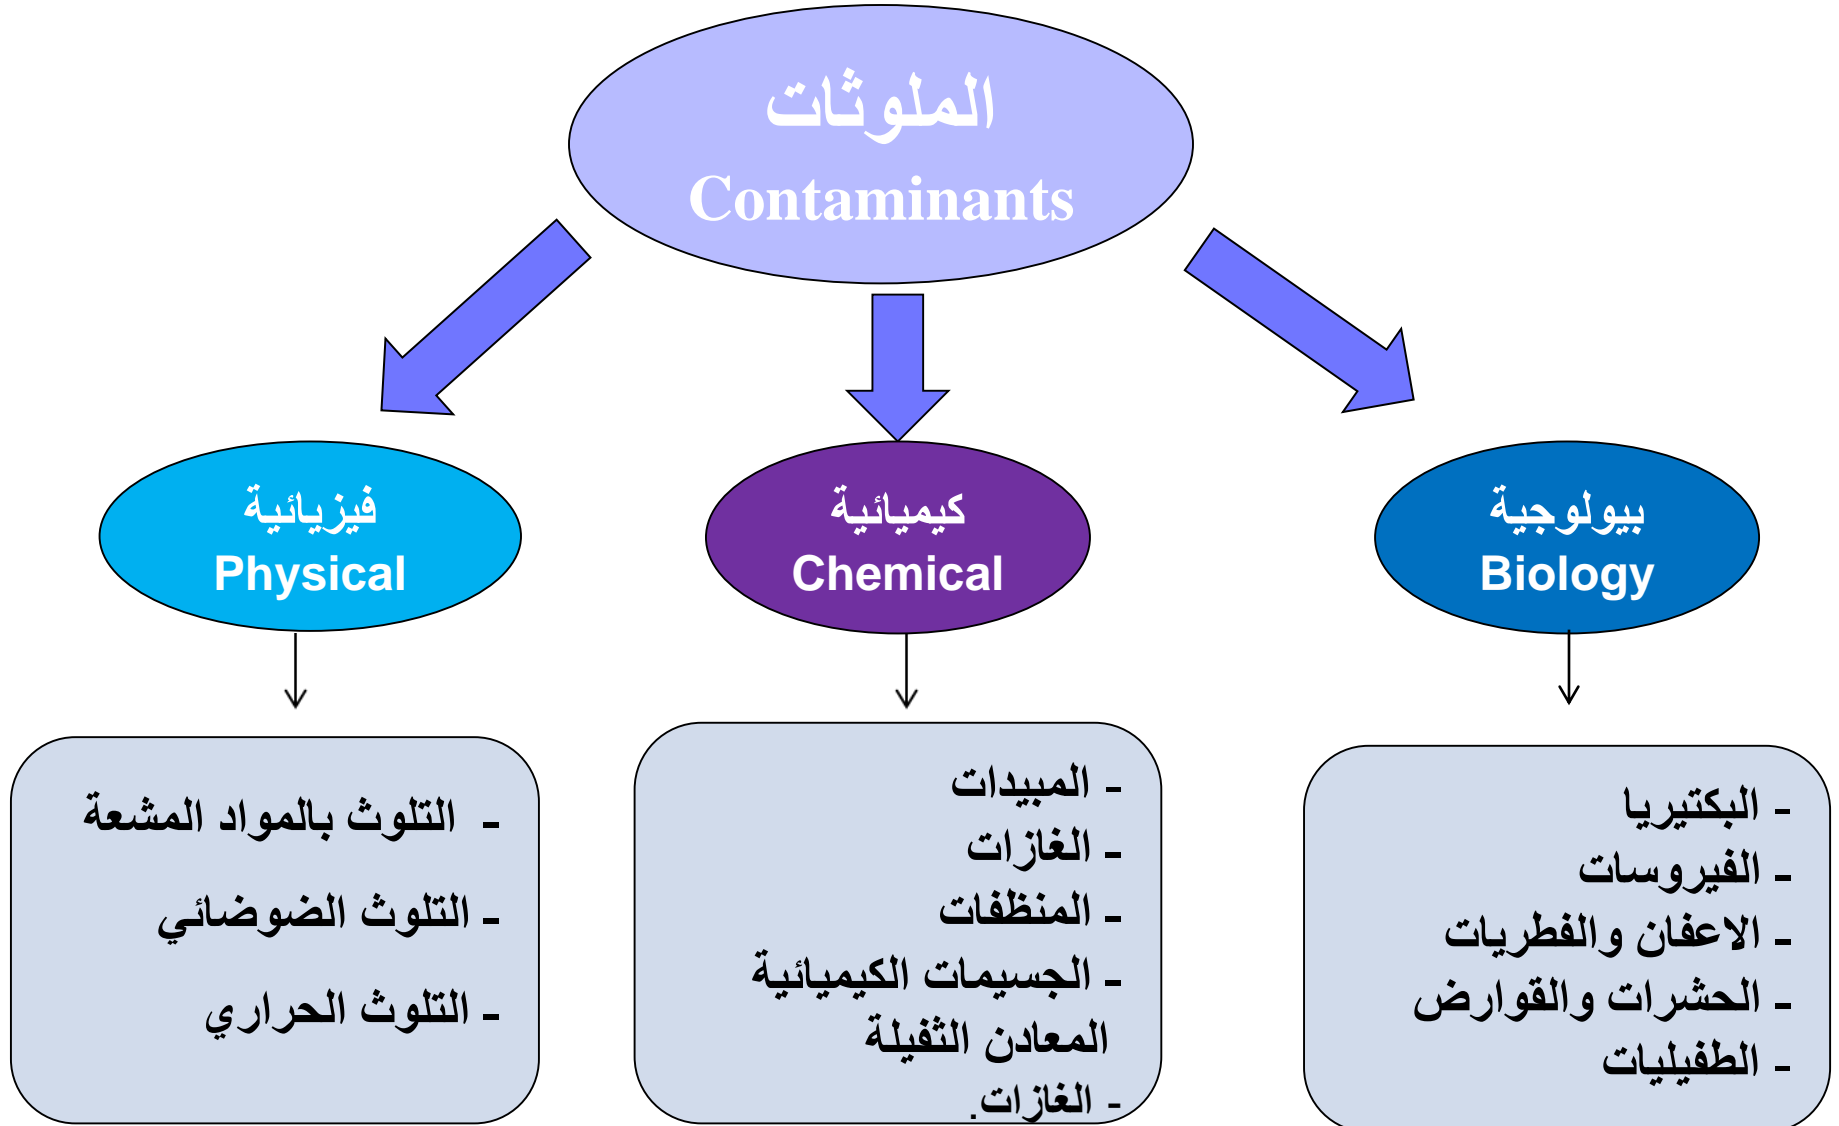 الملوثات
Contaminants
بيولوجية
Biology
- البكتيريا
- الفيروسات
- الاعفان والفطريات
- الحشرات والقوارض
- الطفيليات
كيميائية
Chemical
- المبيدات
- الغازات
- المنظفات
- الجسيمات الكيميائية
المعادن الثفيلة
- الغازات.
فيزيائية
Physical
- التلوث بالمواد المشعة
- التلوث الضوضائي
- التلوث الحراري